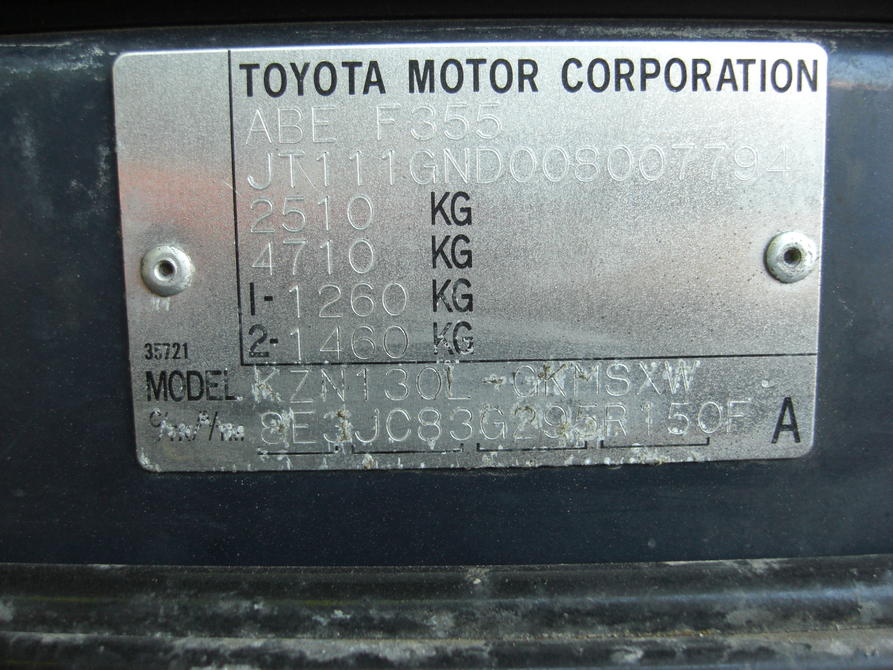 TOYOTA MOTOR CORPORATION
ABE F355
JT111GND008007794
2510 KG
4710 KG
1-1260 KG
2-1460 KG
35721
MODEL KZN130L-GKMSXW
8E3JC83G295R150F A